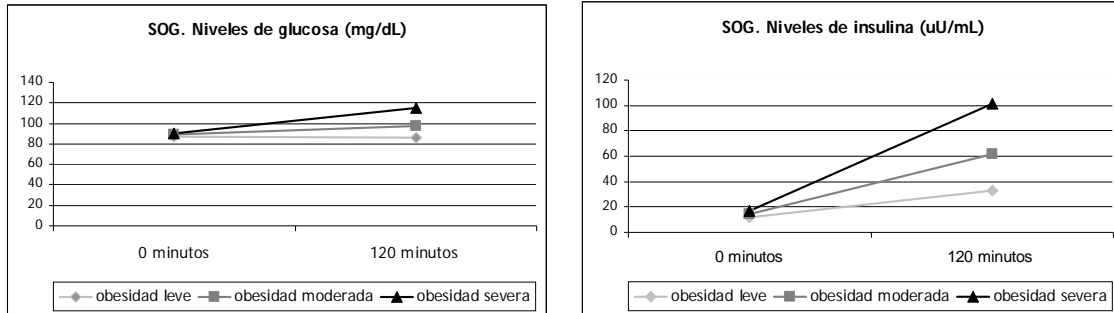 SOG. Niveles de glucosa (mg/dL)
140
120
100
80
60
40
20
0
0 minutos
120 minutos
obesidad leve
obesidad moderada
obesidad severa
SOG. Niveles de insulina (uU/mL)
120
100
80
60
40
20
0
0 minutos
120 minutos
obesidad leve
obesidad moderada
obesidad severa